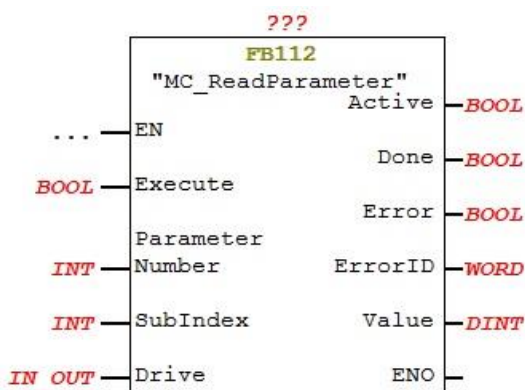 ???
FB112
"MC_ReadParameter"
Active BOOL
... EN
Done BOOL
BOOL Execute
Error BOOL
Parameter
INT Number ErrorID WORD
INT SubIndex Value DINT
IN OUT Drive ENO